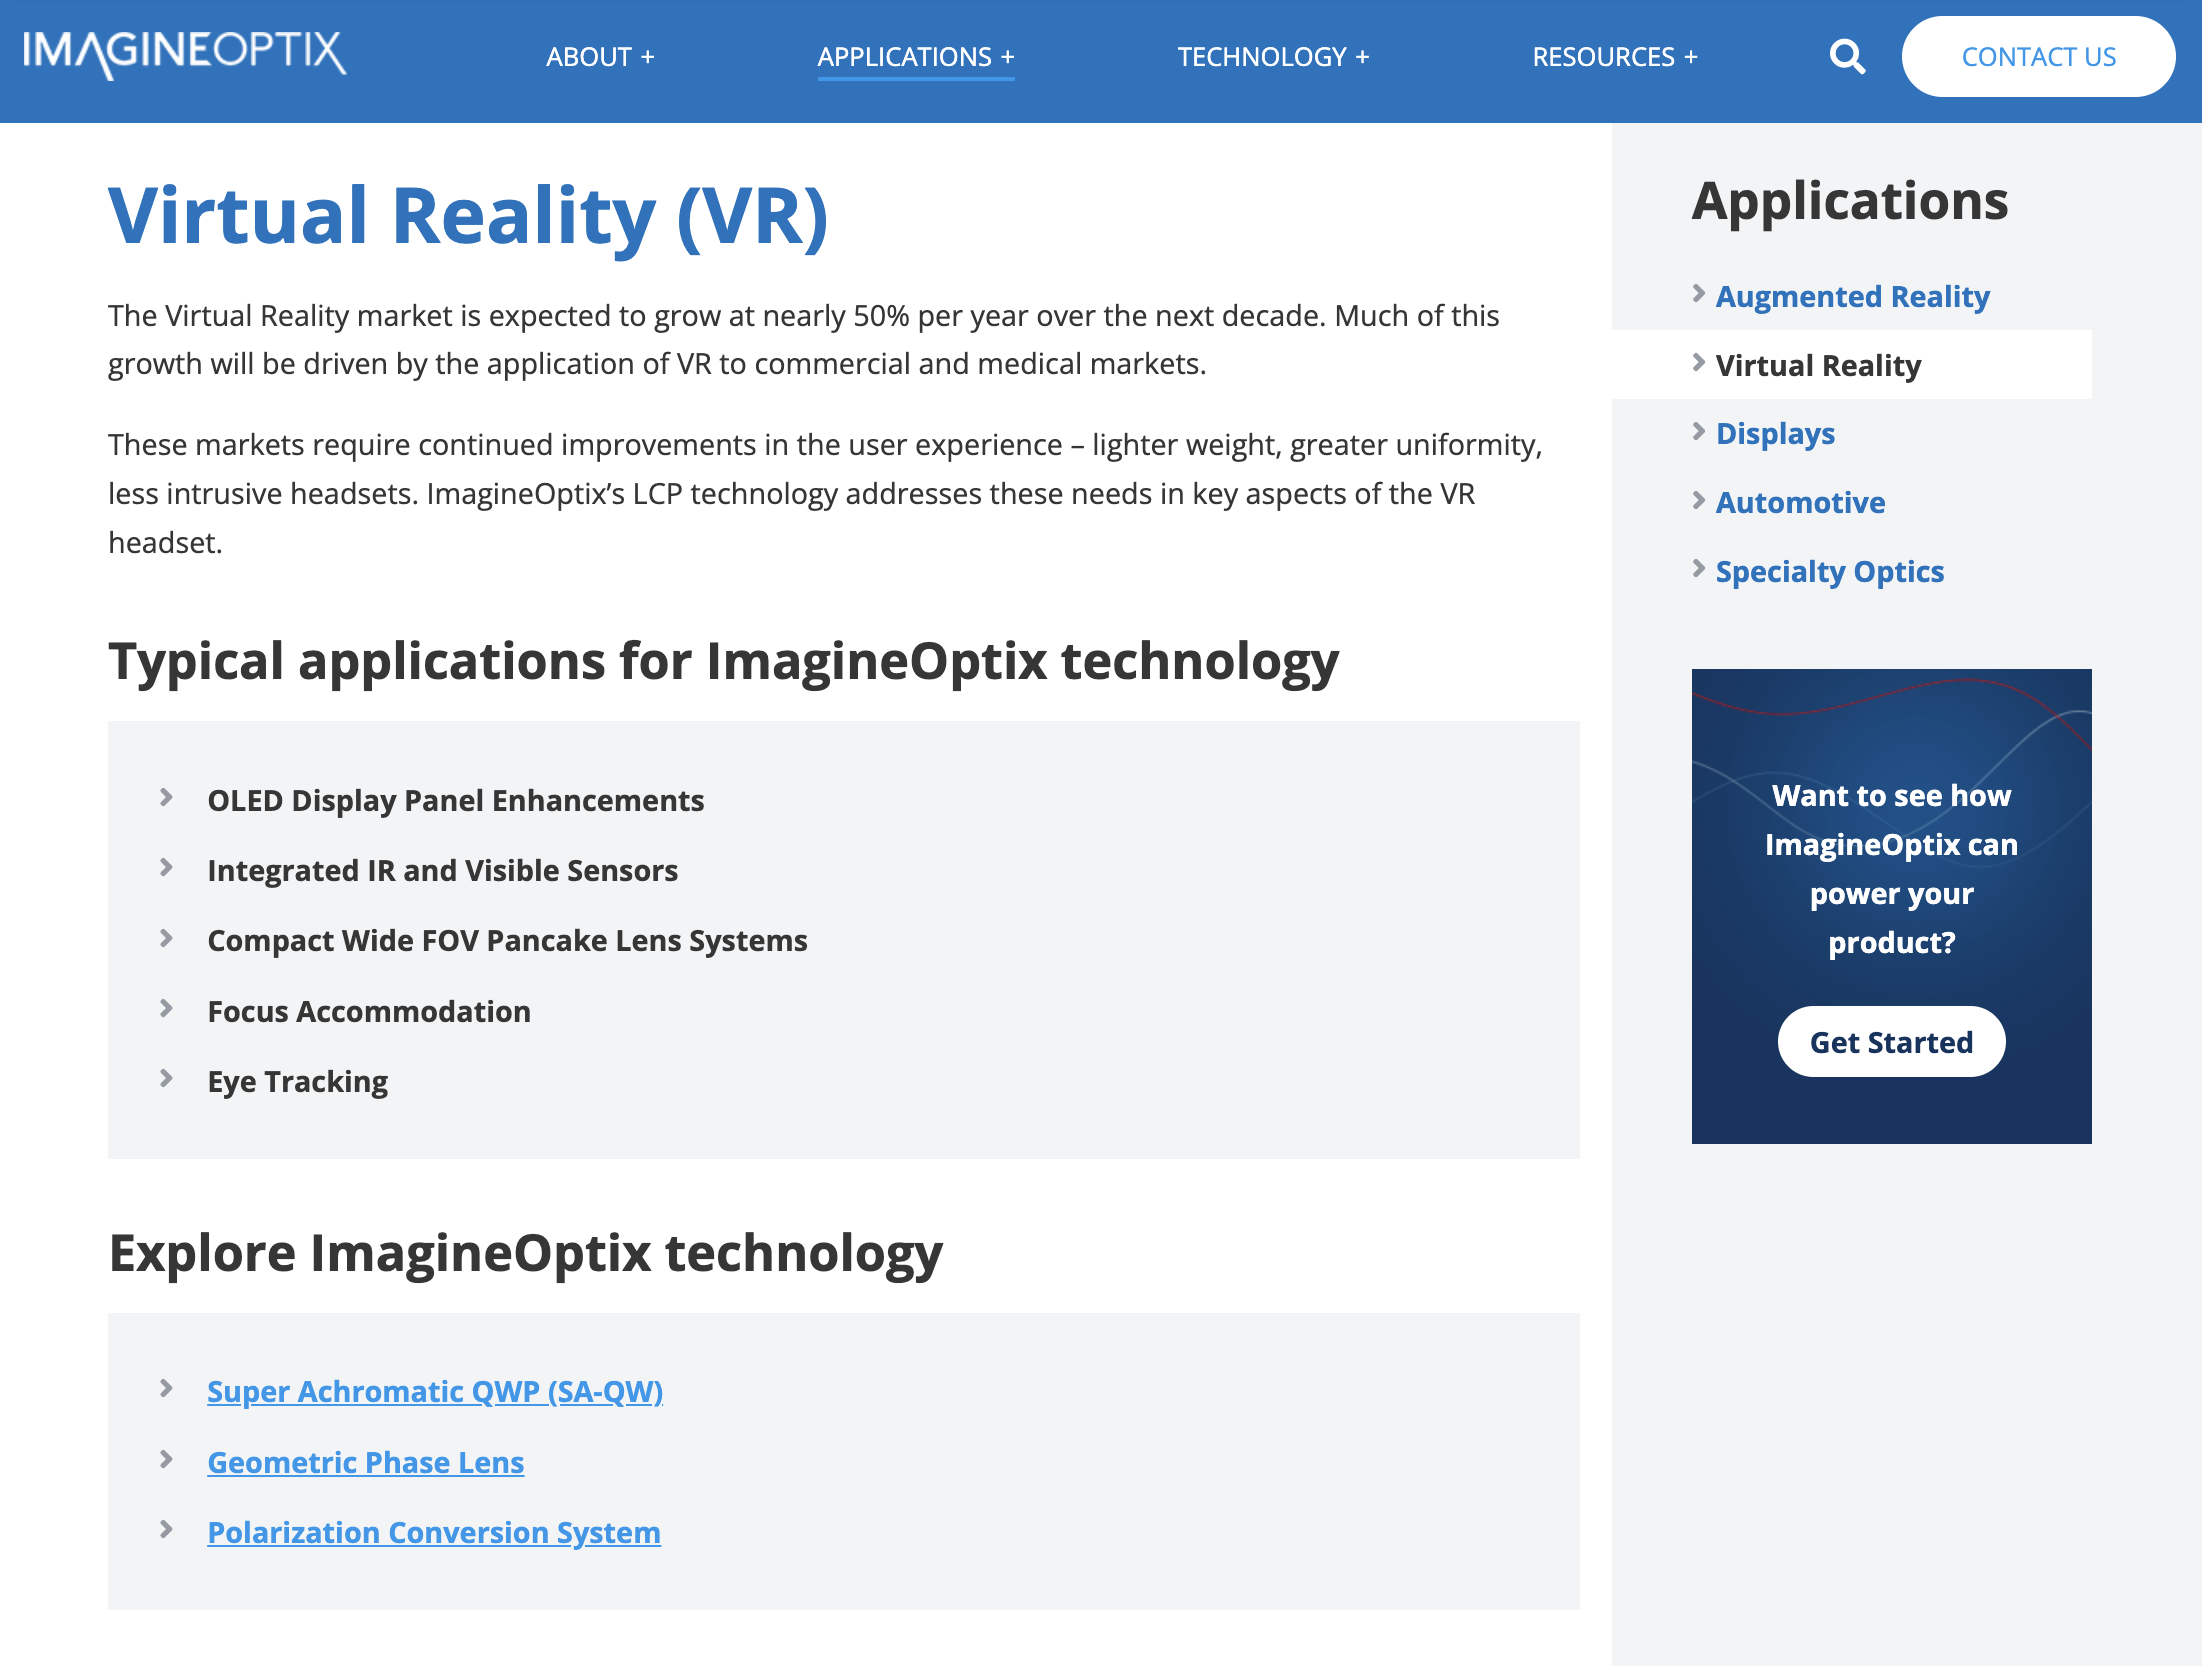 IMAGINEOPTIX
ABOUT +
APPLICATIONS +
TECHNOLOGY +
RESOURCES +
CONTACT US
Virtual Reality (VR)
The Virtual Reality market is expected to grow at nearly 50% per year over the next decade. Much of this
growth will be driven by the application of VR to commercial and medical markets.
These markets require continued improvements in the user experience – lighter weight, greater uniformity,
less intrusive headsets. ImagineOptix’s LCP technology addresses these needs in key aspects of the VR
headset.
Typical applications for ImagineOptix technology
OLED Display Panel Enhancements
Integrated IR and Visible Sensors
Compact Wide FOV Pancake Lens Systems
Focus Accommodation
Eye Tracking
Explore ImagineOptix technology
Super Achromatic QWP (SA-QW)
Geometric Phase Lens
Polarization Conversion System
Applications
Augmented Reality
Virtual Reality
Displays
Automotive
Specialty Optics
Want to see how
ImagineOptix can
power your
product?
Get Started